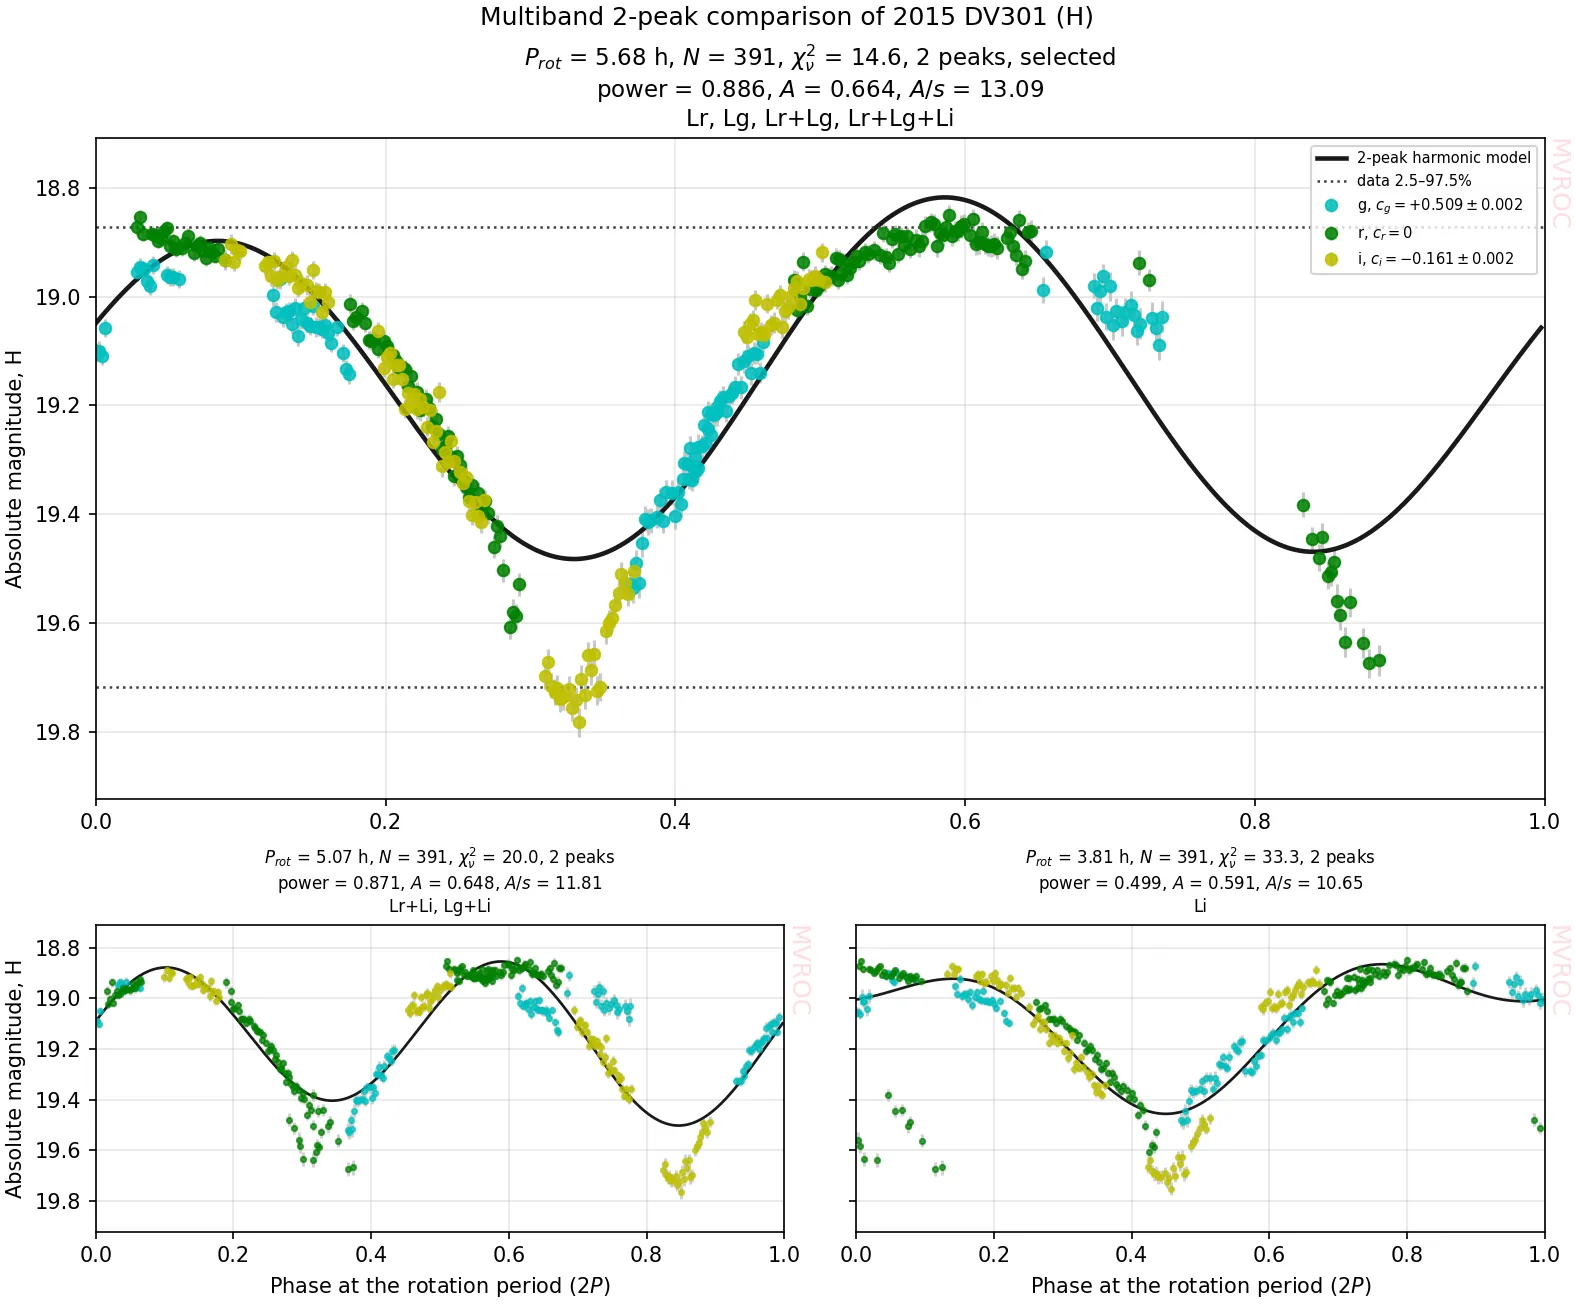 Multiband 2-peak comparison of 2015 DV301 (H)
P_rot = 5.68 h, N = 391, χ²_ν = 14.6, 2 peaks, selected
power = 0.886, A = 0.664, A/s = 13.09
Lr, Lg, Lr+Lg, Lr+Lg+Li
2-peak harmonic model
data 2.5–97.5%
g, c_g = +0.509 ± 0.002
r, c_r = 0
i, c_i = −0.161 ± 0.002
MVROC
Absolute magnitude, H
18.8
19.0
19.2
19.4
19.6
19.8
0.0 0.2 0.4 0.6 0.8 1.0
P_rot = 5.07 h, N = 391, χ²_ν = 20.0, 2 peaks
power = 0.871, A = 0.648, A/s = 11.81
Lr+Li, Lg+Li
MVROC
Absolute magnitude, H
18.8
19.0
19.2
19.4
19.6
19.8
0.0 0.2 0.4 0.6 0.8 1.0
Phase at the rotation period (2P)
P_rot = 3.81 h, N = 391, χ²_ν = 33.3, 2 peaks
power = 0.499, A = 0.591, A/s = 10.65
Li
MVROC
0.0 0.2 0.4 0.6 0.8 1.0
Phase at the rotation period (2P)